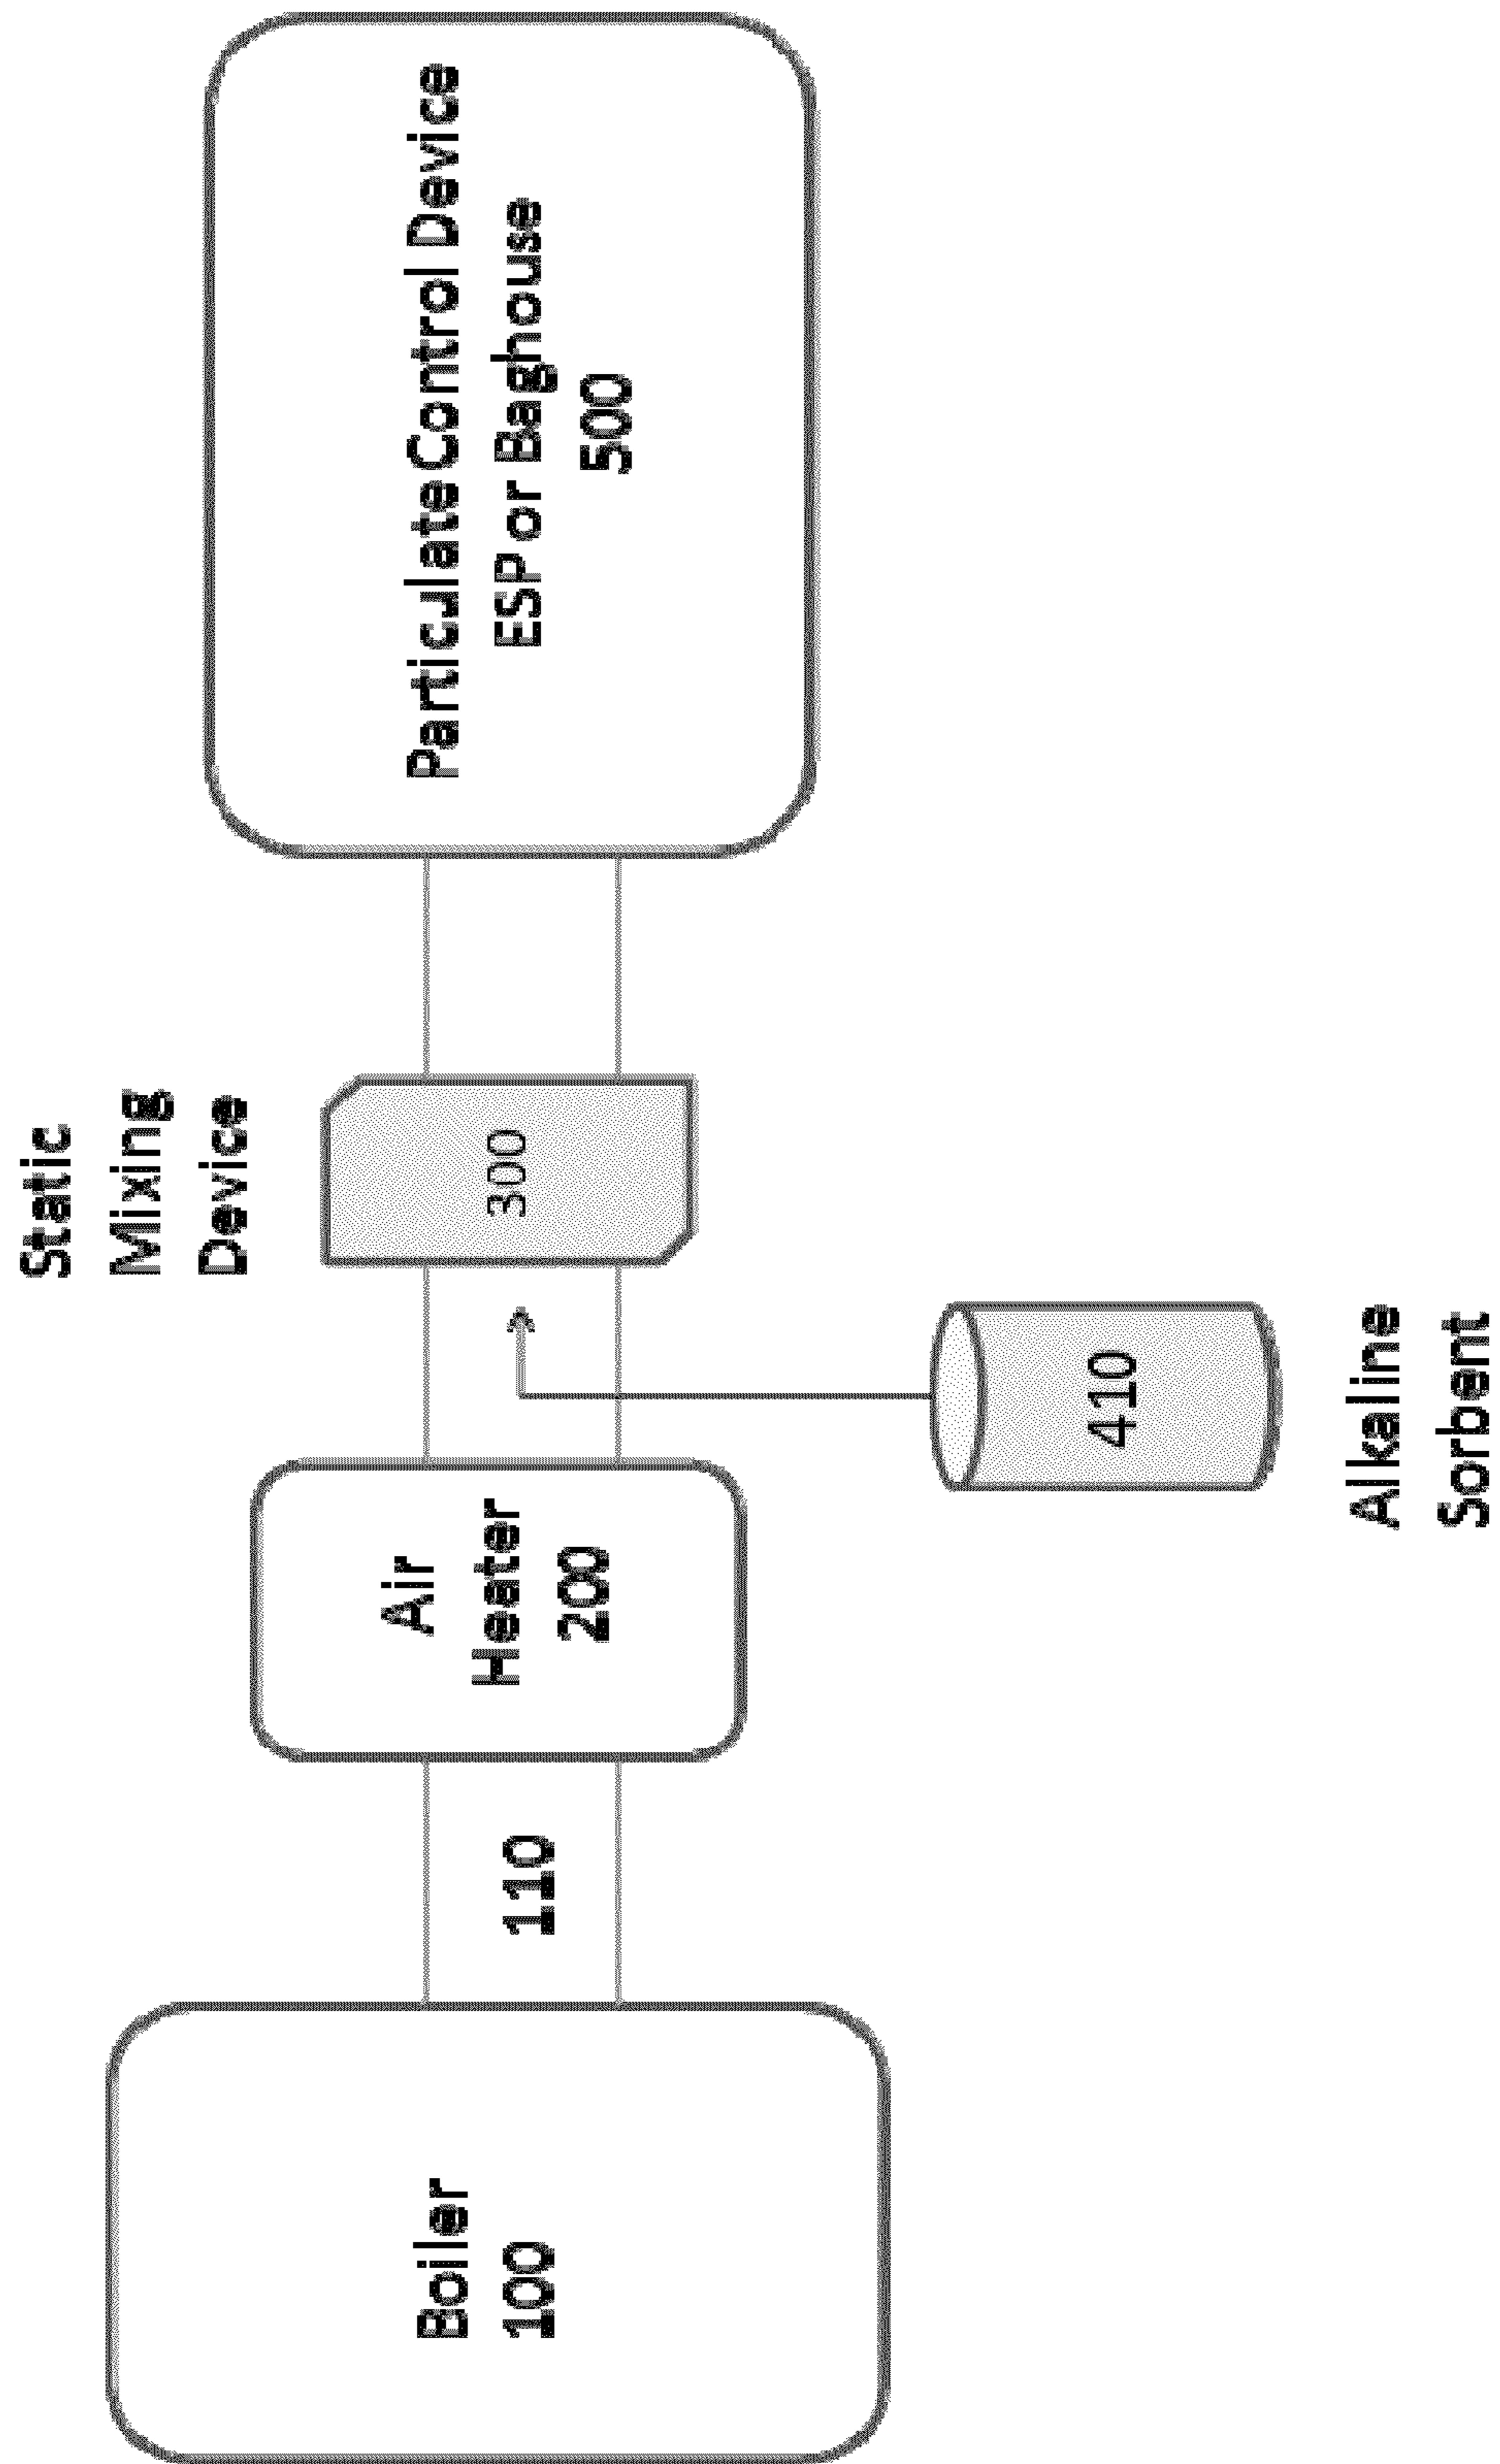 Boiler
100
110
Air
Heater
200
Alkaline
Sorbent
410
Static
Mixing
Device
300
Particulate Control Device
ESP or Baghouse
500